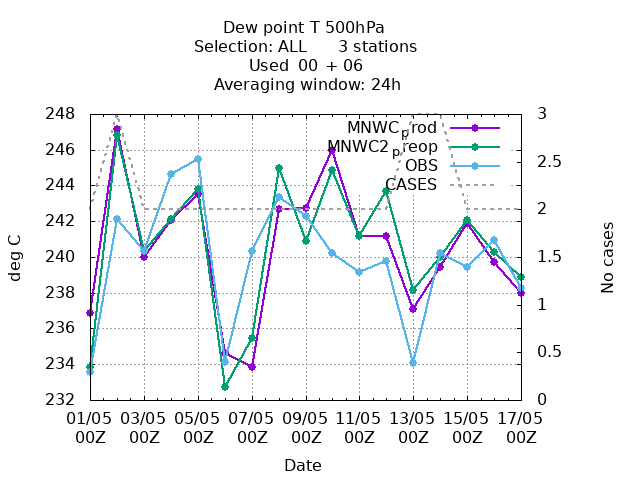 Dew point T 500hPa
Selection: ALL 3 stations
Used 00 + 06
Averaging window: 24h
248 3
MNWC_prod
246 MNWC2_preop
2.5
OBS
244 CASES
242 2
240 1.5
deg C
No cases
238
1
236
0.5
234
232 0
01/05 03/05 05/05 07/05 09/05 11/05 13/05 15/05 17/05
00Z 00Z 00Z 00Z 00Z 00Z 00Z 00Z 00Z
Date